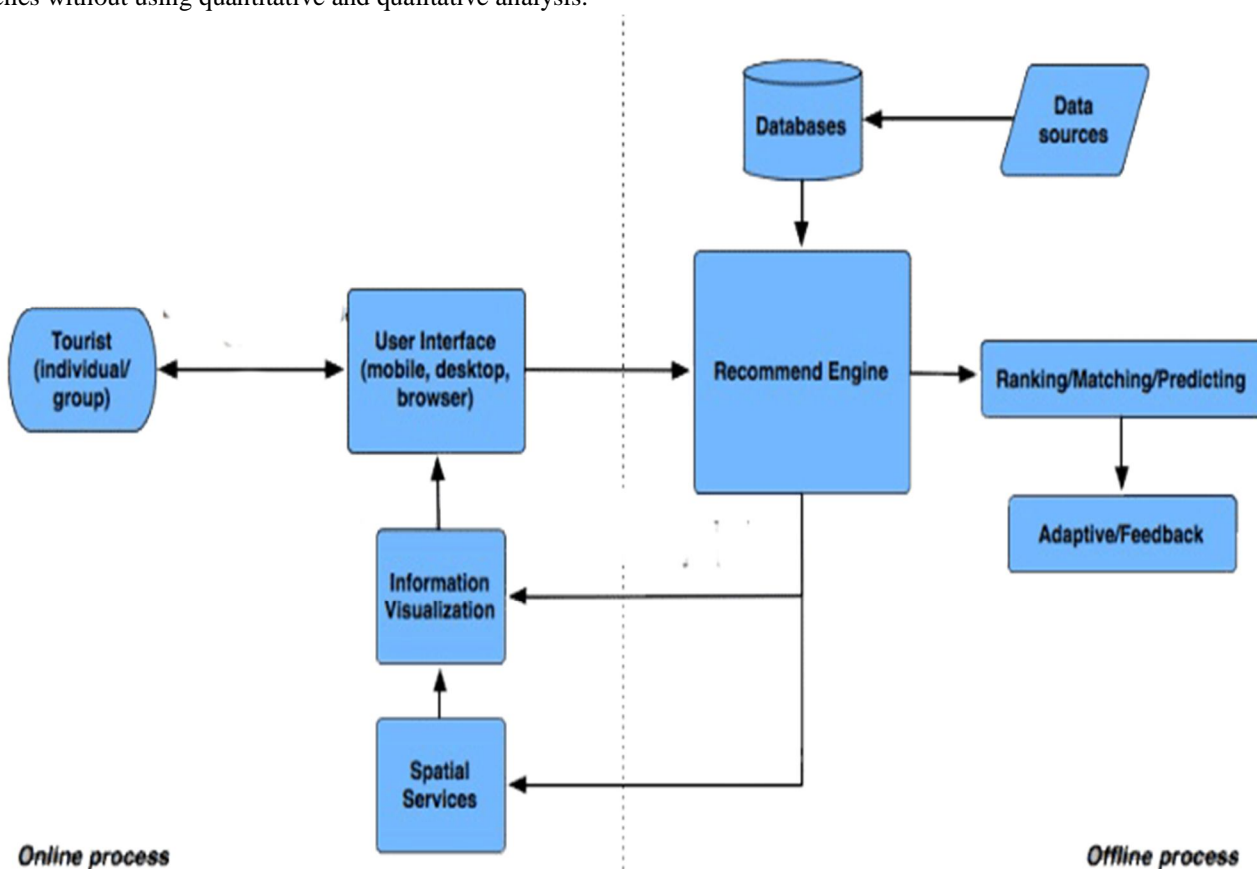 without using quantitative and qualitative analysis.
Data
sources
Databases
Tourist
(individual/
group)
User Interface
(mobile, desktop,
browser)
Recommend Engine
Ranking/Matching/Predicting
Adaptive/Feedback
Information
Visualization
Spatial
Services
Online process
Offline process